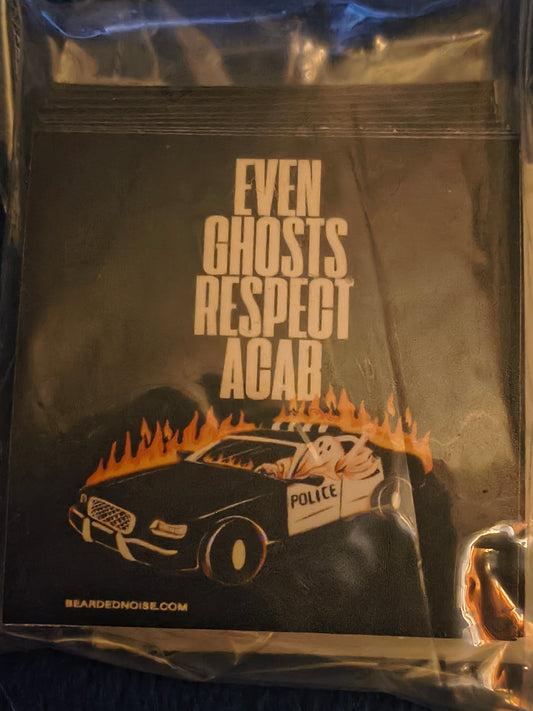 EVEN
GHOSTS
RESPECT
ACAB
POLICE
BEARDEDNOISE.COM